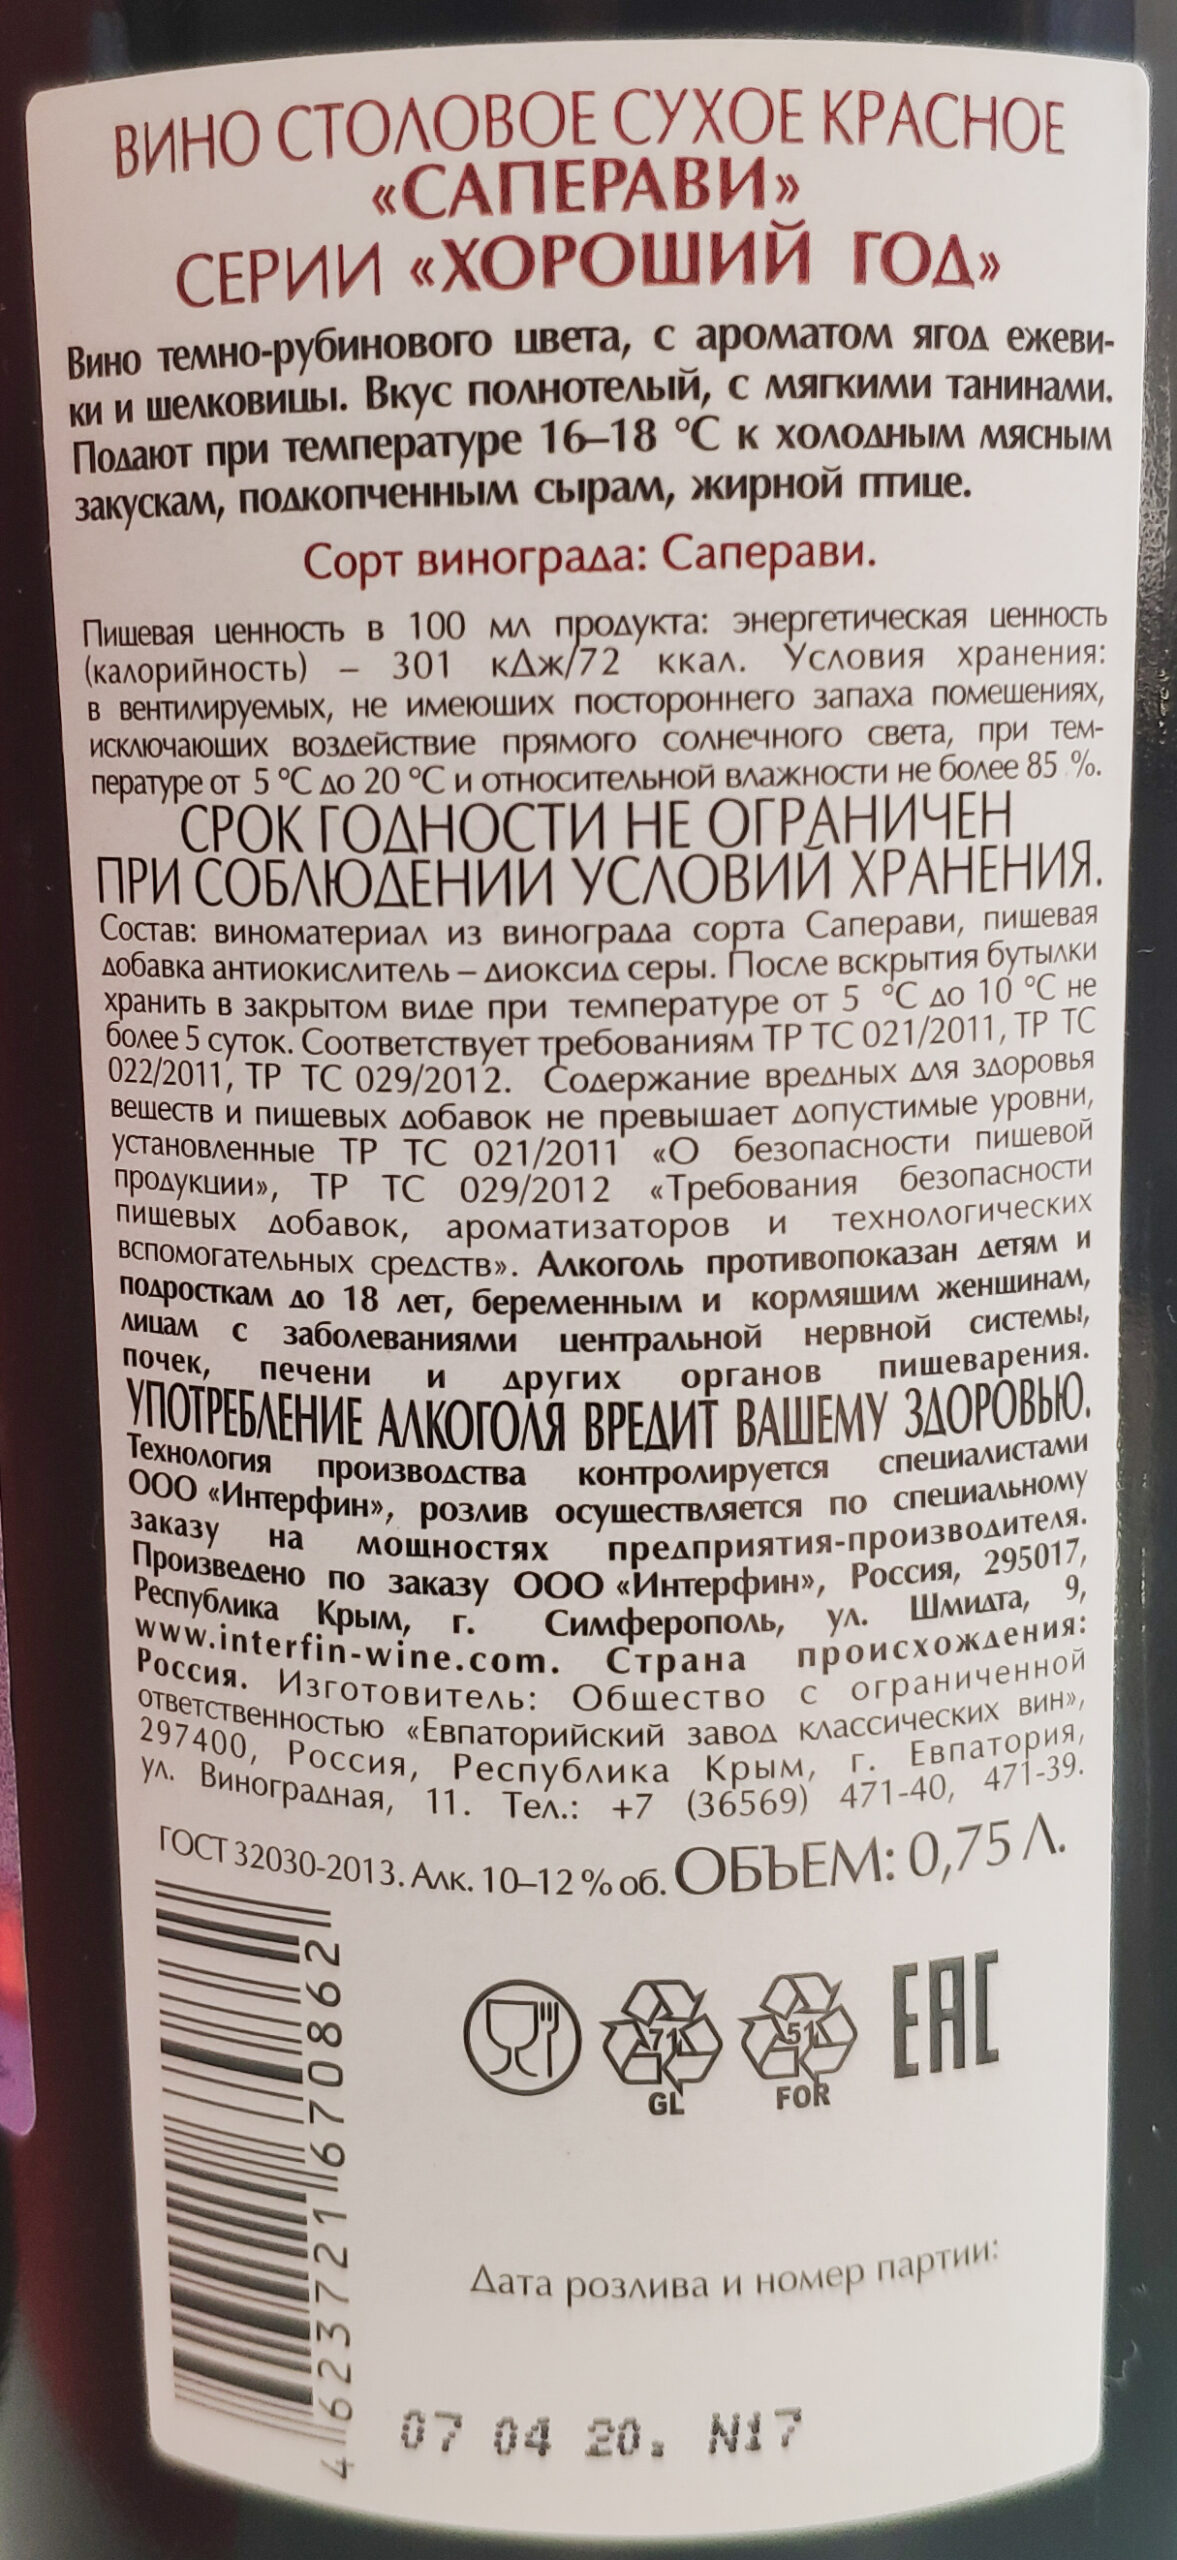 ВИНО СТОЛОВОЕ СУХОЕ КРАСНОЕ
«САПЕРАВИ»
СЕРИИ «ХОРОШИЙ ГОД»
Вино темно-рубинового цвета, с ароматом ягод ежеви-
ки и шелковицы. Вкус полнотелый, с мягкими танинами.
Подают при температуре 16–18 °С к холодным мясным
закускам, подкопченным сырам, жирной птице.
Сорт винограда: Саперави.
Пищевая ценность в 100 мл продукта: энергетическая ценность
(калорийность) – 301 кДж/72 ккал. Условия хранения:
в вентилируемых, не имеющих постороннего запаха помещениях,
исключающих воздействие прямого солнечного света, при тем-
пературе от 5 °С до 20 °С и относительной влажности не более 85 %.
СРОК ГОДНОСТИ НЕ ОГРАНИЧЕН
ПРИ СОБЛЮДЕНИИ УСЛОВИЙ ХРАНЕНИЯ.
Состав: виноматериал из винограда сорта Саперави, пищевая
добавка антиокислитель – диоксид серы. После вскрытия бутылки
хранить в закрытом виде при температуре от 5 °С до 10 °С не
более 5 суток. Соответствует требованиям ТР ТС 021/2011, ТР ТС
022/2011, ТР ТС 029/2012. Содержание вредных для здоровья
веществ и пищевых добавок не превышает допустимые уровни,
установленные ТР ТС 021/2011 «О безопасности пищевой
продукции», ТР ТС 029/2012 «Требования безопасности
пищевых добавок, ароматизаторов и технологических
вспомогательных средств». Алкоголь противопоказан детям и
подросткам до 18 лет, беременным и кормящим женщинам,
лицам с заболеваниями центральной нервной системы,
почек, печени и других органов пищеварения.
УПОТРЕБЛЕНИЕ АЛКОГОЛЯ ВРЕДИТ ВАШЕМУ ЗДОРОВЬЮ.
Технология производства контролируется специалистами
ООО «Интерфин», розлив осуществляется по специальному
заказу на мощностях предприятия-производителя.
Произведено по заказу ООО «Интерфин», Россия, 295017,
Республика Крым, г. Симферополь, ул. Шмидта, 9,
www.interfin-wine.com. Страна происхождения:
Россия. Изготовитель: Общество с ограниченной
ответственностью «Евпаторийский завод классических вин»,
297400, Россия, Республика Крым, г. Евпатория,
ул. Виноградная, 11. Тел.: +7 (36569) 471-40, 471-39.
ГОСТ 32030-2013. Алк. 10–12 % об. ОБЪЕМ: 0,75 Л.
4 623721 670862
71
GL
51
FOR
ЕАС
Дата розлива и номер партии:
07 04 20. N17